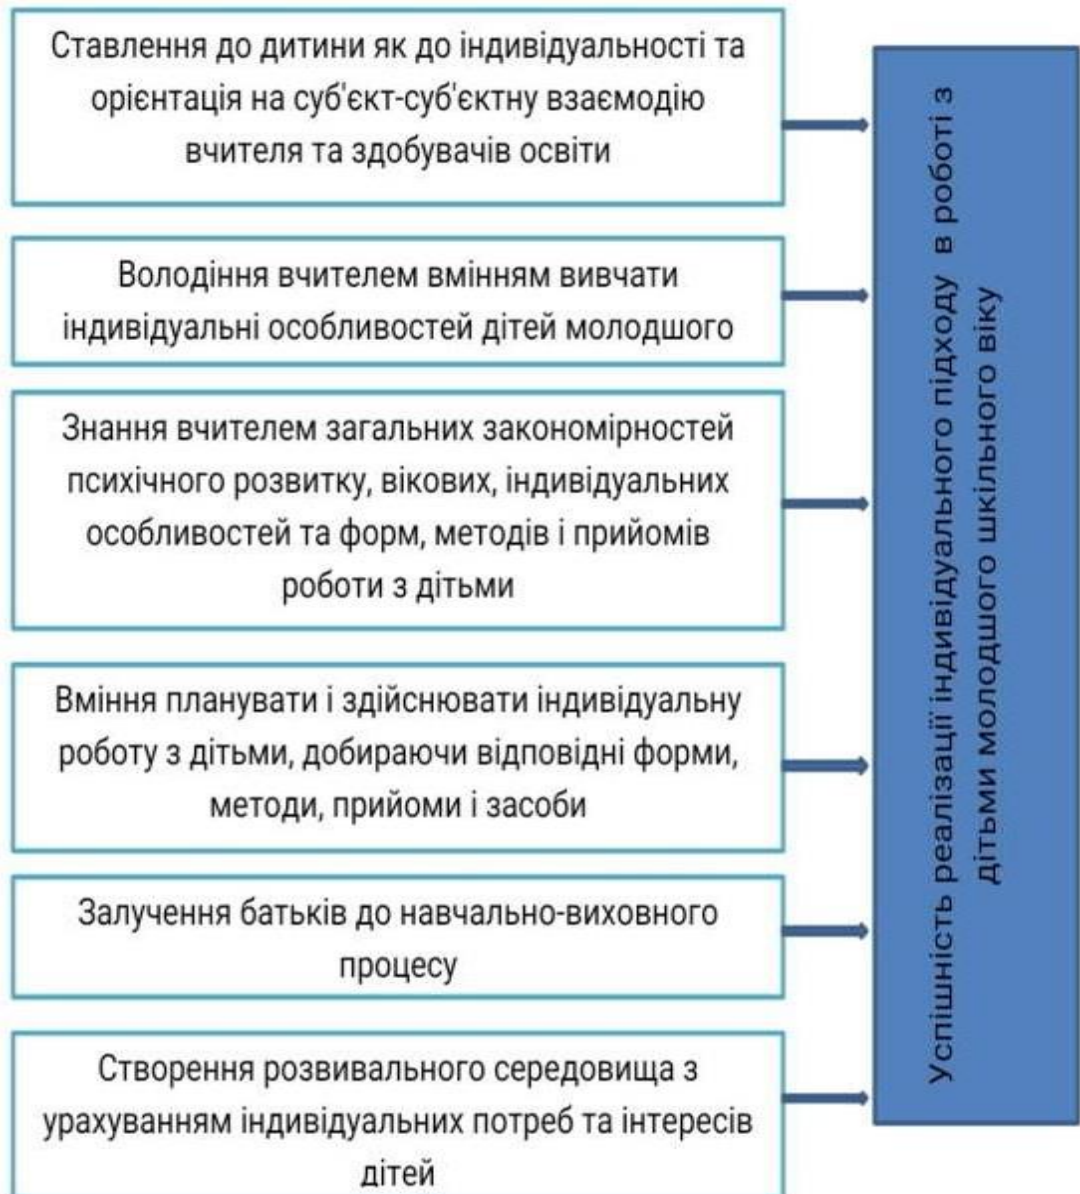 Ставлення до дитини як до індивідуальності та
орієнтація на суб'єкт-суб'єктну взаємодію
вчителя та здобувачів освіти
Володіння вчителем вмінням вивчати
індивідуальні особливостей дітей молодшого
Знання вчителем загальних закономірностей
психічного розвитку, вікових, індивідуальних
особливостей та форм, методів і прийомів
роботи з дітьми
Вміння планувати і здійснювати індивідуальну
роботу з дітьми, добираючи відповідні форми,
методи, прийоми і засоби
Залучення батьків до навчально-виховного
процесу
Створення розвивального середовища з
урахуванням індивідуальних потреб та інтересів
дітей
Успішність реалізації індивідуального підходу в роботі з
дітьми молодшого шкільного віку